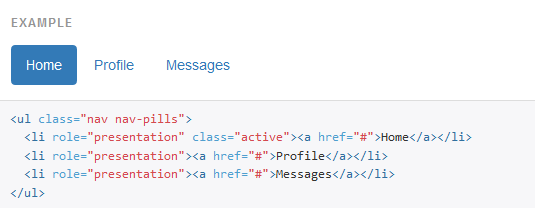 EXAMPLE
Home Profile Messages
<ul class="nav nav-pills">
  <li role="presentation" class="active"><a href="#">Home</a></li>
  <li role="presentation"><a href="#">Profile</a></li>
  <li role="presentation"><a href="#">Messages</a></li>
</ul>